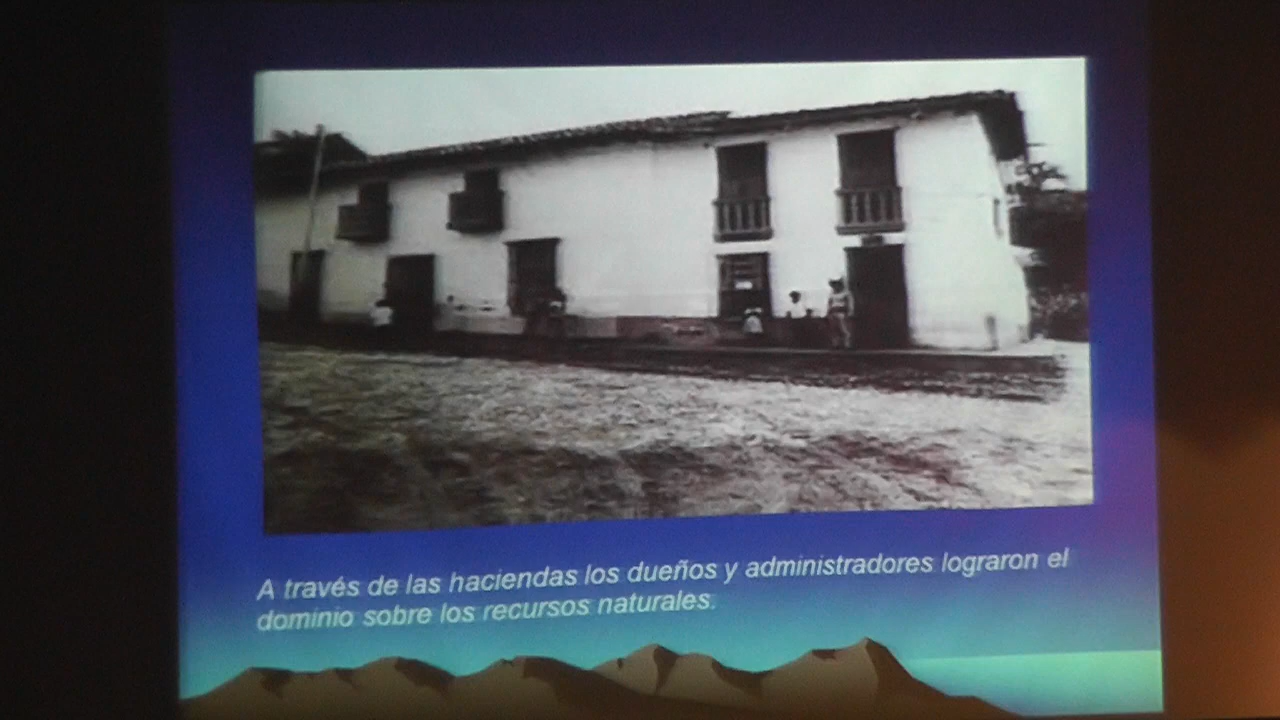 A través de las haciendas los dueños y administradores lograron el
dominio sobre los recursos naturales.